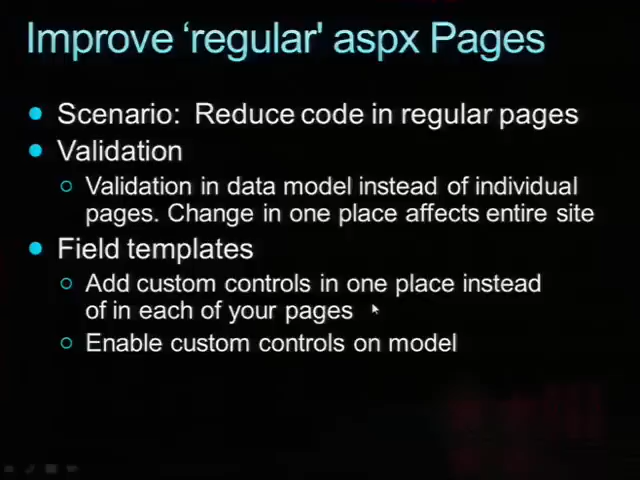 Improve ‘regular' aspx Pages
Scenario:  Reduce code in regular pages
Validation
Validation in data model instead of individual
pages. Change in one place affects entire site
Field templates
Add custom controls in one place instead
of in each of your pages
Enable custom controls on model